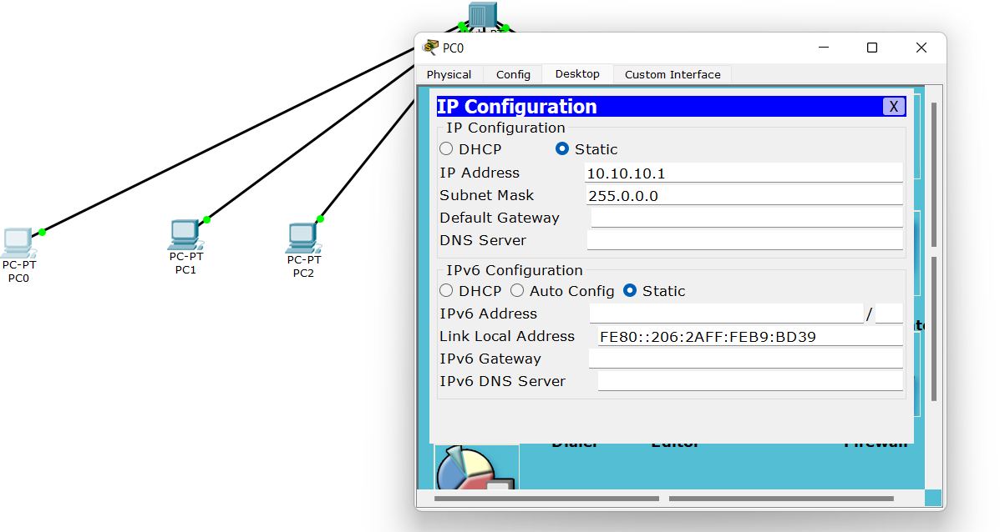 PC0
Physical Config Desktop Custom Interface
IP Configuration X
IP Configuration
DHCP Static
IP Address 10.10.10.1
Subnet Mask 255.0.0.0
Default Gateway
DNS Server
IPv6 Configuration
DHCP Auto Config Static
IPv6 Address /
Link Local Address FE80::206:2AFF:FEB9:BD39
IPv6 Gateway
IPv6 DNS Server
Dialer Editor Firewall
PC-PT
PC0
PC-PT
PC1
PC-PT
PC2